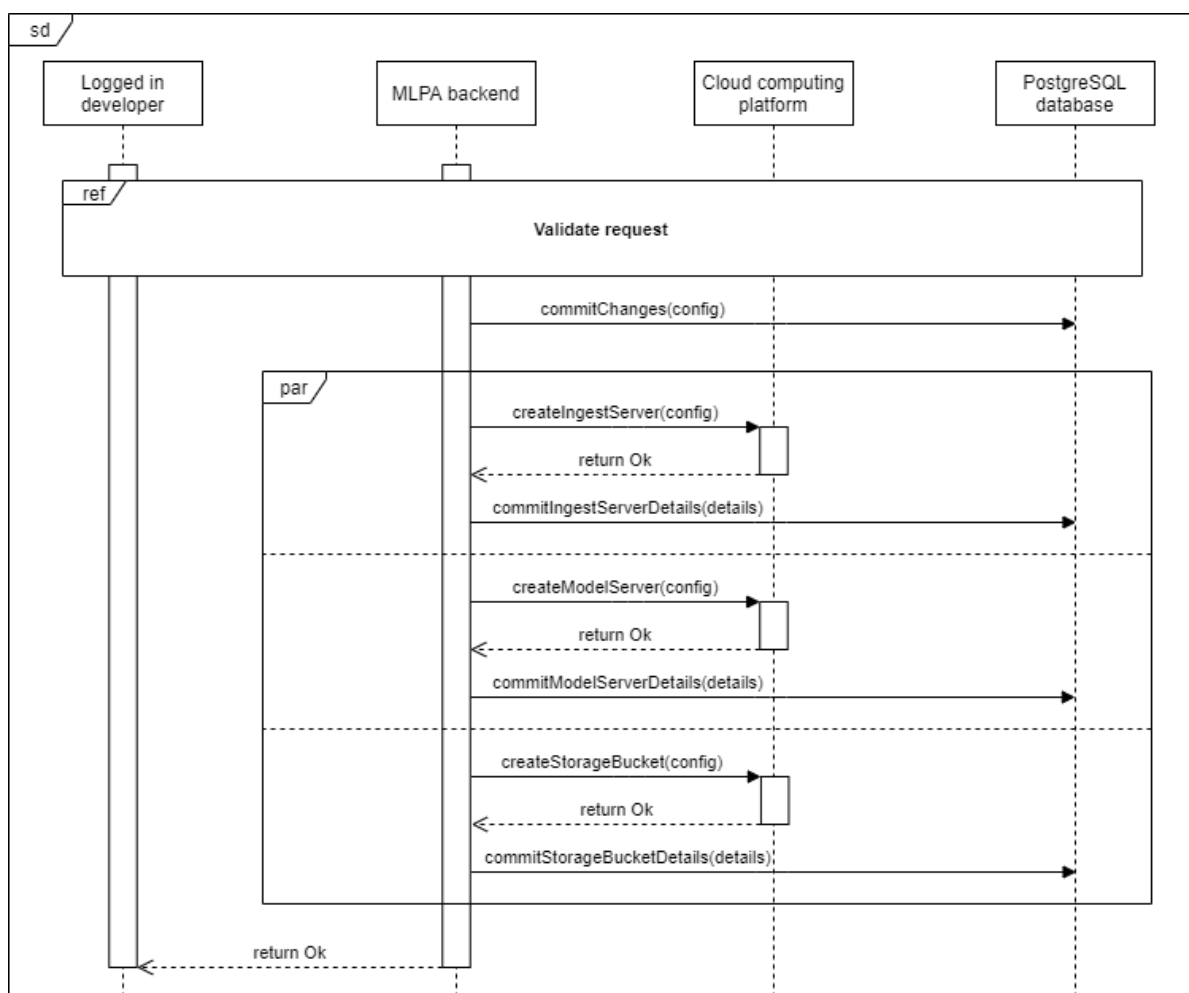 sd
Logged in
developer
MLPA backend
Cloud computing
platform
PostgreSQL
database
ref
Validate request
commitChanges(config)
par
createIngestServer(config)
return Ok
commitIngestServerDetails(details)
createModelServer(config)
return Ok
commitModelServerDetails(details)
createStorageBucket(config)
return Ok
commitStorageBucketDetails(details)
return Ok